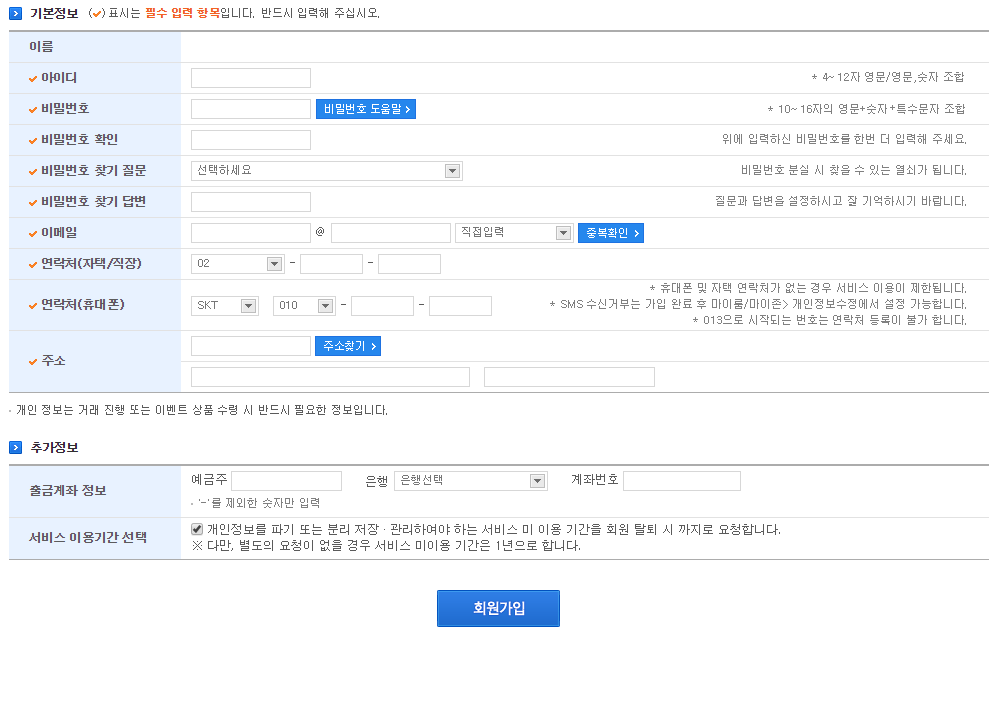 기본정보 (✓)표시는 필수 입력 항목입니다. 반드시 입력해 주십시오.
이름
아이디 * 4~12자 영문/영문,숫자 조합
비밀번호 비밀번호 도움말 > * 10~16자의 영문+숫자+특수문자 조합
비밀번호 확인 위에 입력하신 비밀번호를 한번 더 입력해 주세요.
비밀번호 찾기 질문 선택하세요 비밀번호 분실 시 찾을 수 있는 열쇠가 됩니다.
비밀번호 찾기 답변 질문과 답변을 설정하시고 잘 기억하시기 바랍니다.
이메일 @ 직접입력 중복확인 >
연락처(자택/직장) 02 - -
연락처(휴대폰) SKT 010 - -
* 휴대폰 및 자택 연락처가 없는 경우 서비스 이용이 제한됩니다.
* SMS 수신거부는 가입 완료 후 마이룸/마이존> 개인정보수정에서 설정 가능합니다.
* 013으로 시작되는 번호는 연락처 등록이 불가 합니다.
주소 주소찾기 >
· 개인 정보는 거래 진행 또는 이벤트 상품 수령 시 반드시 필요한 정보입니다.
추가정보
출금계좌 정보 예금주 은행 은행선택 계좌번호
· '-'를 제외한 숫자만 입력
서비스 이용기간 선택 개인정보를 파기 또는 분리 저장·관리하여야 하는 서비스 미 이용 기간을 회원 탈퇴 시 까지로 요청합니다.
※ 다만, 별도의 요청이 없을 경우 서비스 미이용 기간은 1년으로 합니다.
회원가입